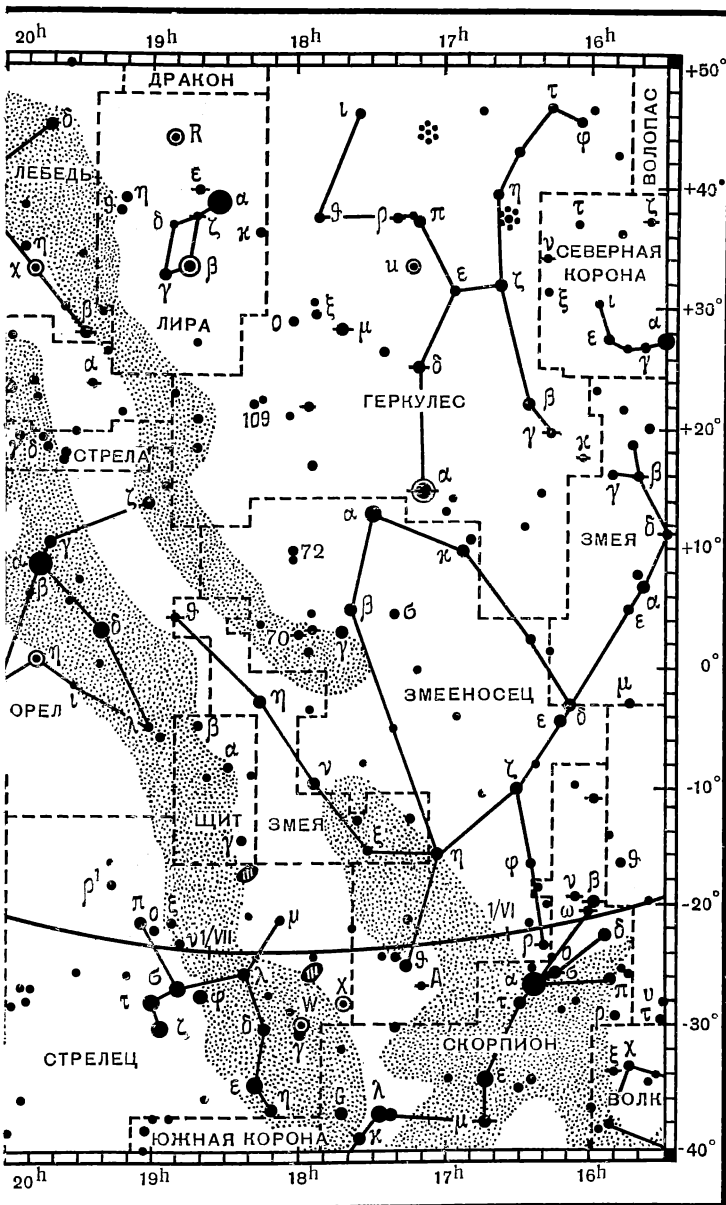 20h 19h 18h 17h 16h
+50°
ДРАКОН
ВОЛОПАС
δ
ι
τ
φ
R
ЛЕБЕДЬ
ε
η
α
+40°
ϑ
η
δ
ζ
κ
ϑ
ρ
π
τ
ζ
η
ν
СЕВЕРНАЯ
КОРОНА
χ
γ
β
u
ε
ζ
ξ
ι
+30°
β
ЛИРА
ξ
ο
μ
ε
α
γ
δ
α
ГЕРКУЛЕС
109
β
γ
+20°
γ
δ
κ
СТРЕЛА
γ
β
ζ
α
α
ЗМЕЯ
δ
+10°
γ
α
72
κ
β
α
ϑ
β
σ
ε
δ
70
γ
0°
η
ЗМЕЕНОСЕЦ
μ
ОРЕЛ
ι
η
λ
β
ε
δ
α
ν
ζ
-10°
ЩИТ
ЗМЕЯ
γ
ξ
η
φ
ϑ
ρ1
ν
β
-20°
π
ο
ξ
μ
1/VI
ω
ν 1/VII
ρ
δ
ϑ
ο
σ
λ
A
α
σ
π
τ
φ
X
τ
υ
ζ
W
ρ
τ
-30°
δ
γ
СТРЕЛЕЦ
СКОРПИОН
ξ
χ
ε
ε
η
G
λ
ВОЛК
μ
ЮЖНАЯ КОРОНА
κ
-40°
20h 19h 18h 17h 16h